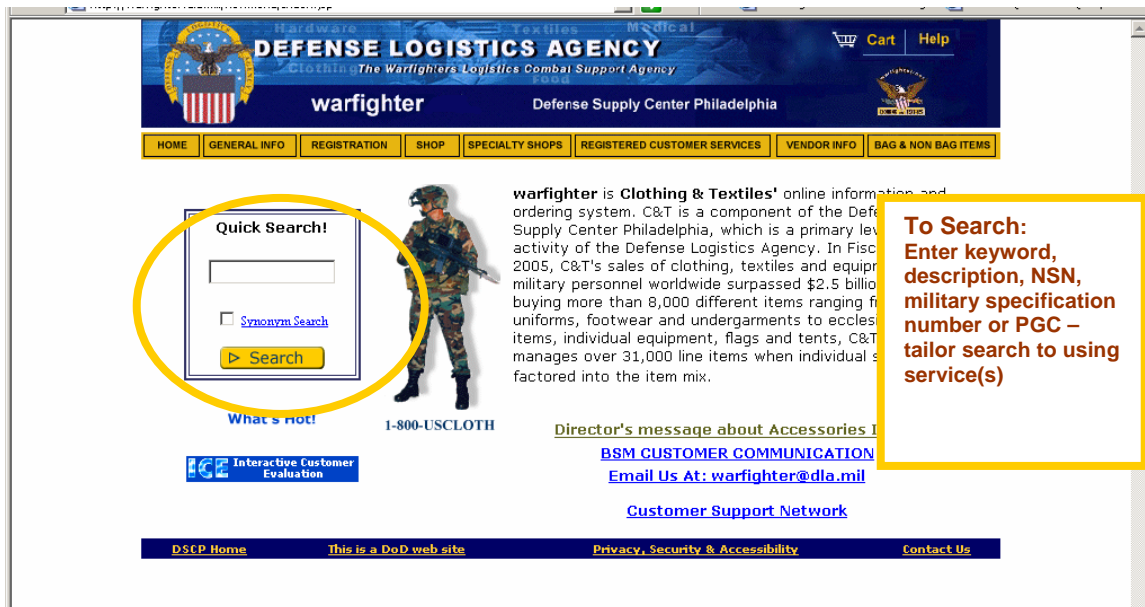 Hardware Textiles Medical
DEFENSE LOGISTICS AGENCY
Clothing The Warfighters Logistics Combat Support Agency
FOOD
Cart | Help
warfighter
Defense Supply Center Philadelphia
HOME GENERAL INFO REGISTRATION SHOP SPECIALTY SHOPS REGISTERED CUSTOMER SERVICES VENDOR INFO BAG & NON BAG ITEMS
Quick Search!
Synonym Search
Search
What's Hot!
ICE Interactive Customer
Evaluation
1-800-USCLOTH
warfighter is Clothing & Textiles' online information and
ordering system. C&T is a component of the Def
Supply Center Philadelphia, which is a primary lev
activity of the Defense Logistics Agency. In Fisc
2005, C&T's sales of clothing, textiles and equipr
military personnel worldwide surpassed $2.5 billio
buying more than 8,000 different items ranging f
uniforms, footwear and undergarments to ecclesi
items, individual equipment, flags and tents, C&T
manages over 31,000 line items when individual s
factored into the item mix.
Director's message about Accessories I
BSM CUSTOMER COMMUNICATION
Email Us At: warfighter@dla.mil
Customer Support Network
To Search:
Enter keyword,
description, NSN,
military specification
number or PGC –
tailor search to using
service(s)
DSCP Home This is a DoD web site Privacy, Security & Accessibility Contact Us